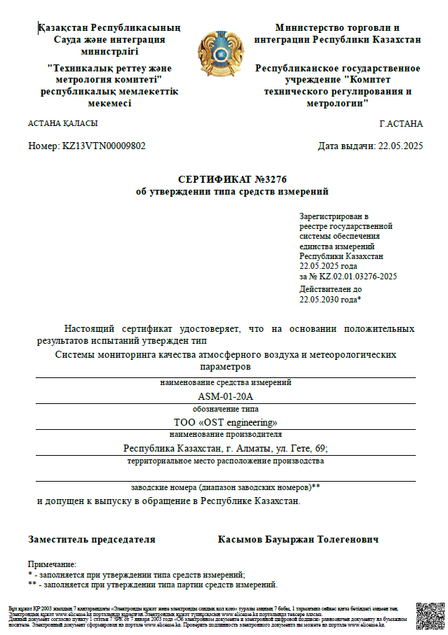 Қазақстан Республикасының
Сауда және интеграция
министрлігі
"Техникалық реттеу және
метрология комитеті"
республикалық мемлекеттік
мекемесі
Министерство торговли и
интеграции Республики Казахстан
Республиканское государственное
учреждение "Комитет
технического регулирования и
метрологии"
АСТАНА ҚАЛАСЫ
Г.АСТАНА
Номер: KZ13VTN00009802
Дата выдачи: 22.05.2025
СЕРТИФИКАТ №3276
об утверждении типа средств измерений
Зарегистрирован в
реестре государственной
системы обеспечения
единства измерений
Республики Казахстан
22.05.2025 года
за № KZ.02.01.03276-2025
Действителен до
22.05.2030 года*
Настоящий сертификат удостоверяет, что на основании положительных
результатов испытаний утвержден тип
Системы мониторинга качества атмосферного воздуха и метеорологических
параметров
наименование средства измерений
ASM-01-20A
обозначение типа
ТОО «OST engineering»
наименование производителя
Республика Казахстан, г. Алматы, ул. Гете, 69;
территориальное место расположение производства
заводские номера (диапазон заводских номеров)**
и допущен к выпуску в обращение в Республике Казахстан.
Заместитель председателя
Касымов Бауыржан Толегенович
Примечание:
* - заполняется при утверждении типа средств измерений;
** - заполняется при утверждении типа партии средств измерений.